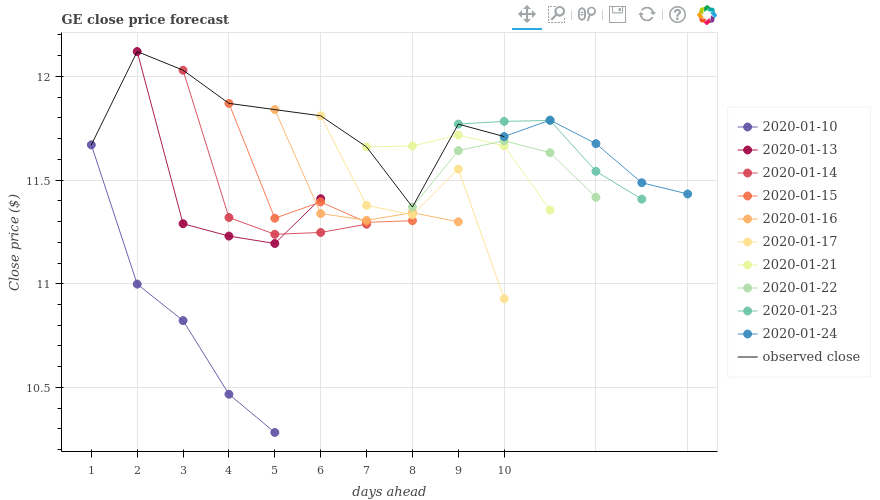 GE close price forecast
12
11.5
11
10.5
Close price ($)
1 2 3 4 5 6 7 8 9 10
days ahead
2020-01-10
2020-01-13
2020-01-14
2020-01-15
2020-01-16
2020-01-17
2020-01-21
2020-01-22
2020-01-23
2020-01-24
observed close